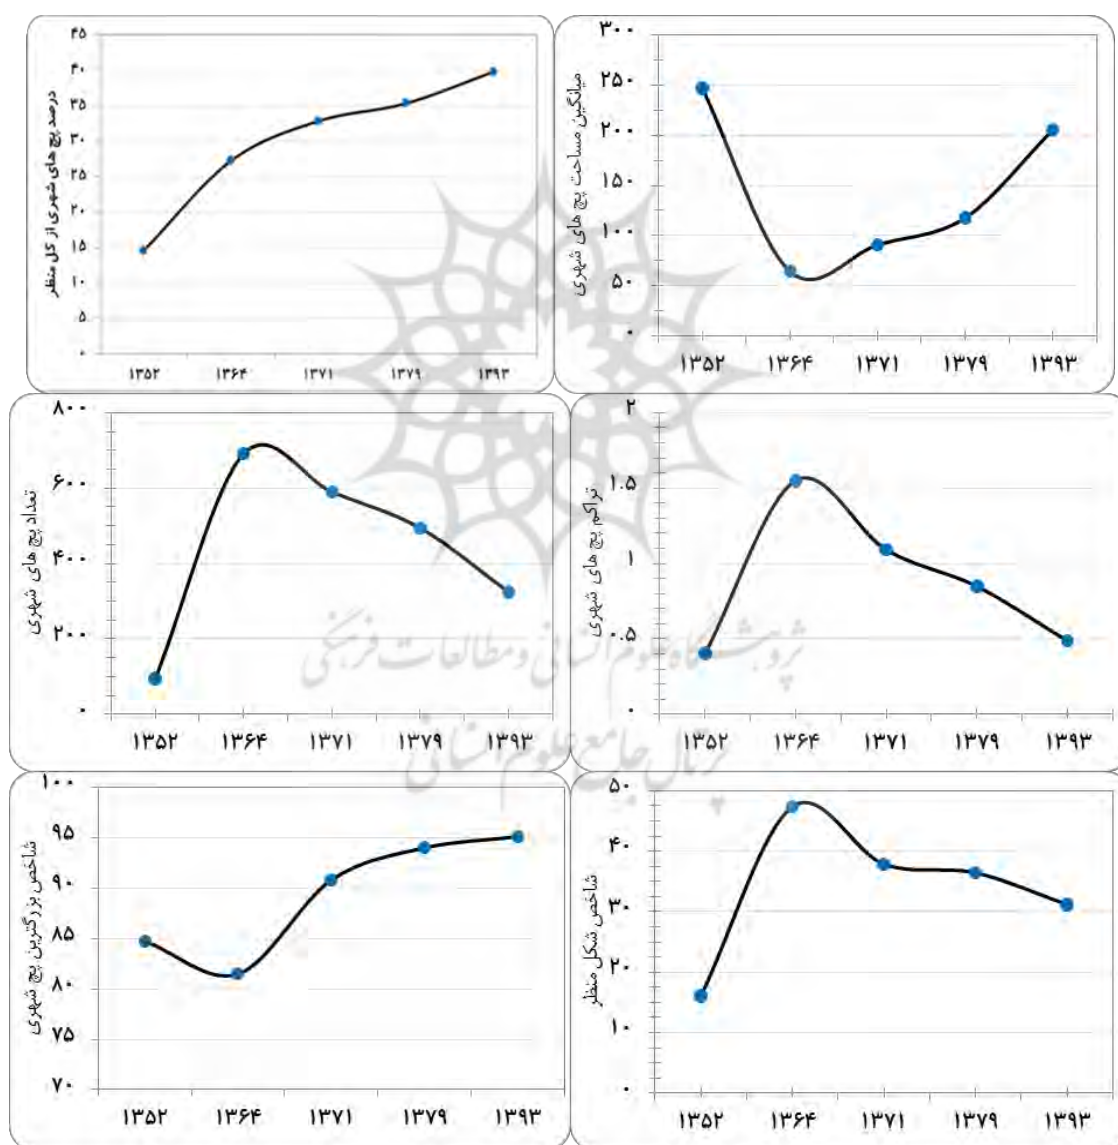 درصد پچ های شهری از کل منظر
۴۵
۴۰
۳۵
۳۰
۲۵
۲۰
۱۵
۱۰
۵
۰
۱۳۵۲ ۱۳۶۴ ۱۳۷۱ ۱۳۷۹ ۱۳۹۳
میانگین مساحت پچ های شهری
۳۰۰
۲۵۰
۲۰۰
۱۵۰
۱۰۰
۵۰
۰
۱۳۵۲ ۱۳۶۴ ۱۳۷۱ ۱۳۷۹ ۱۳۹۳
تعداد پچ های شهری
۸۰۰
۶۰۰
۴۰۰
۲۰۰
۰
۱۳۵۲ ۱۳۶۴ ۱۳۷۱ ۱۳۷۹ ۱۳۹۳
تراکم پچ های شهری
۲
۱.۵
۱
۰.۵
۰
۱۳۵۲ ۱۳۶۴ ۱۳۷۱ ۱۳۷۹ ۱۳۹۳
پژوهشگاه علوم انسانی و مطالعات فرهنگی
پرتال جامع علوم انسانی
شاخص بزرگترین پچ شهری
۱۰۰
۹۵
۹۰
۸۵
۸۰
۷۵
۷۰
۱۳۵۲ ۱۳۶۴ ۱۳۷۱ ۱۳۷۹ ۱۳۹۳
شاخص شکل منظر
۵۰
۴۰
۳۰
۲۰
۱۰
۰
۱۳۵۲ ۱۳۶۴ ۱۳۷۱ ۱۳۷۹ ۱۳۹۳